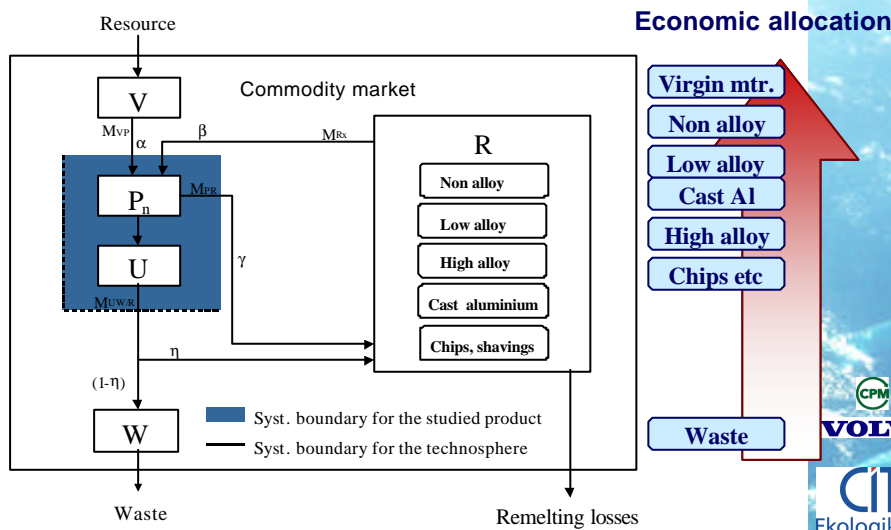 Economic allocation
Resource
Commodity market
V
MVP
α
β
MRx
R
Pn
MPR
U
γ
MUW/R
η
(1-η)
W
Waste
Non alloy
Low alloy
High alloy
Cast aluminium
Chips, shavings
Syst. boundary for the studied product
Syst. boundary for the technosphere
Remelting losses
Virgin mtr.
Non alloy
Low alloy
Cast Al
High alloy
Chips etc
Waste
CPM